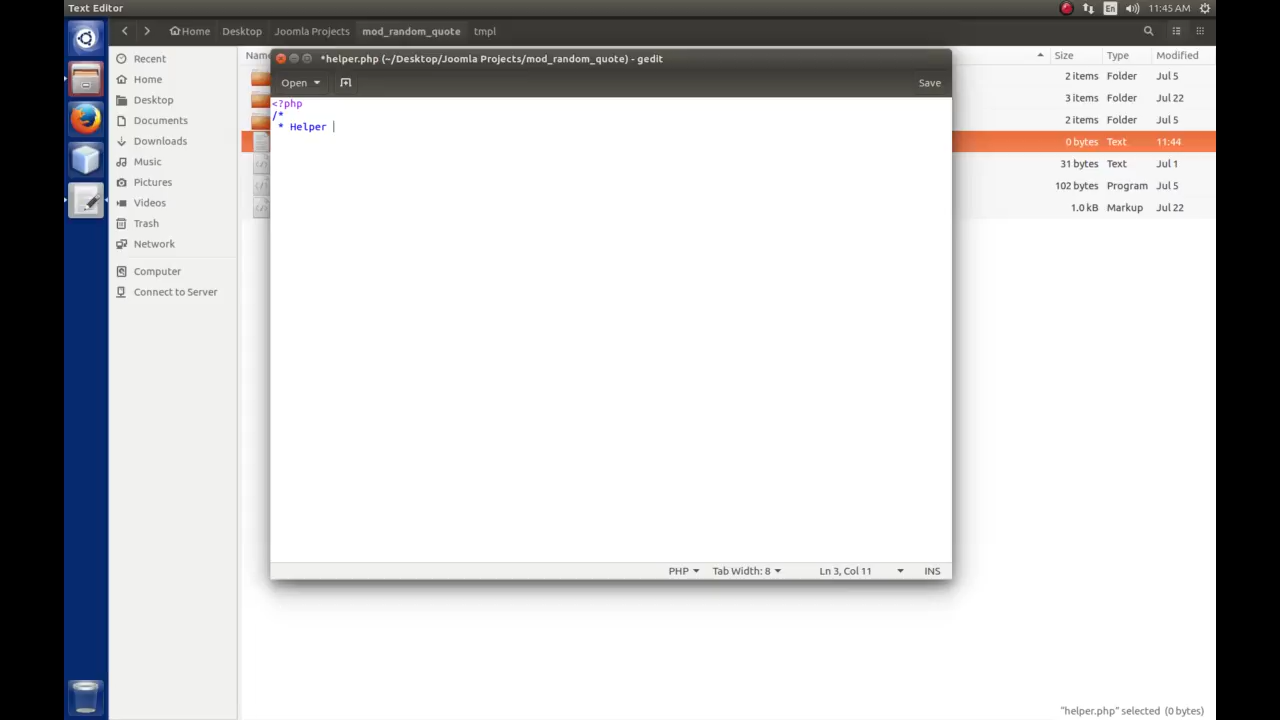 Text Editor
En
11:45 AM
Home
Desktop
Joomla Projects
mod_random_quote
tmpl
Recent
Home
Desktop
Documents
Downloads
Music
Pictures
Videos
Trash
Network
Computer
Connect to Server
Size
Type
Modified
2 items Folder Jul 5
3 items Folder Jul 22
2 items Folder Jul 5
0 bytes Text 11:44
31 bytes Text Jul 1
102 bytes Program Jul 5
1.0 kB Markup Jul 22
*helper.php (~/Desktop/Joomla Projects/mod_random_quote) - gedit
Open
Save
<?php
/*
* Helper
PHP
Tab Width: 8
Ln 3, Col 11
INS
"helper.php" selected (0 bytes)